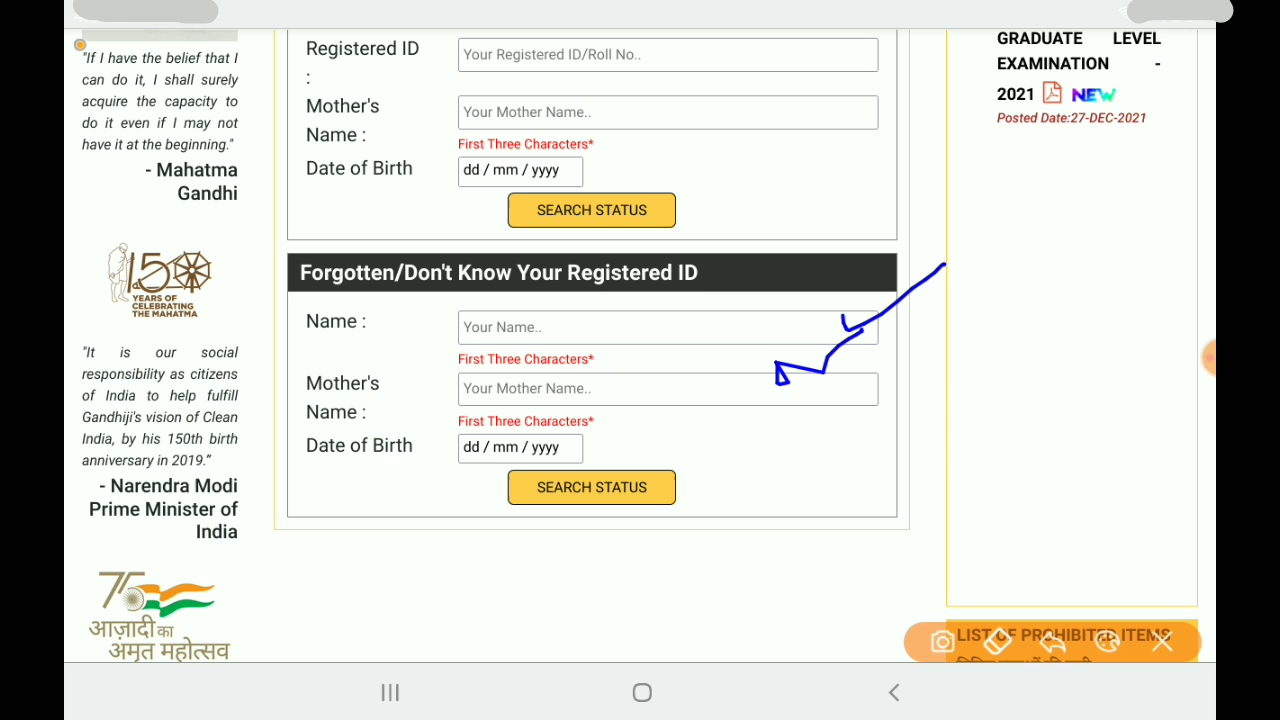 "If I have the belief that I
can do it, I shall surely
acquire the capacity to
do it even if I may not
have it at the beginning."
- Mahatma
Gandhi
150
YEARS OF
CELEBRATING
THE MAHATMA
"It is our social
responsibility as citizens
of India to help fulfill
Gandhiji's vision of Clean
India, by his 150th birth
anniversary in 2019.”
- Narendra Modi
Prime Minister of
India
75
आज़ादी का
अमृत महोत्सव
Registered ID
:
Your Registered ID/Roll No..
Mother's
Name :
Your Mother Name..
First Three Characters*
Date of Birth
dd / mm / yyyy
SEARCH STATUS
Forgotten/Don't Know Your Registered ID
Name :
Your Name..
First Three Characters*
Mother's
Name :
Your Mother Name..
First Three Characters*
Date of Birth
dd / mm / yyyy
SEARCH STATUS
GRADUATE LEVEL
EXAMINATION -
2021 NEW
Posted Date:27-DEC-2021
LIST OF PROHIBITED ITEMS